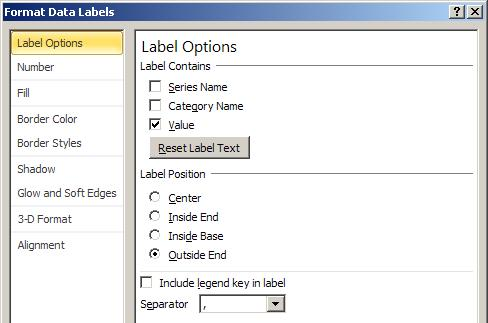 Format Data Labels
Label Options
Number
Fill
Border Color
Border Styles
Shadow
Glow and Soft Edges
3-D Format
Alignment
Label Options
Label Contains
Series Name
Category Name
Value
Reset Label Text
Label Position
Center
Inside End
Inside Base
Outside End
Include legend key in label
Separator ,